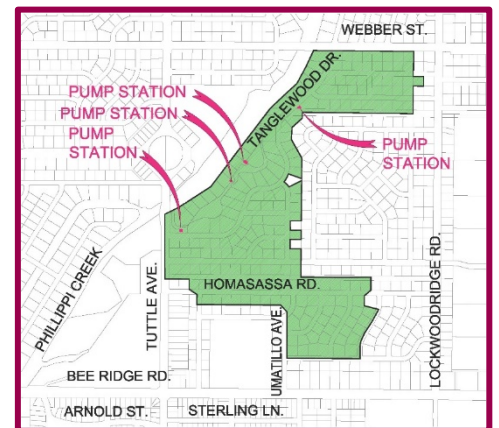 WEBBER ST.
PUMP STATION
PUMP STATION
PUMP
STATION
TANGLEWOOD DR.
PUMP
STATION
PHILLIPPI CREEK
TUTTLE AVE.
HOMASASSA RD.
UMATILLO AVE.
LOCKWOODRIDGE RD.
BEE RIDGE RD.
ARNOLD ST.
STERLING LN.